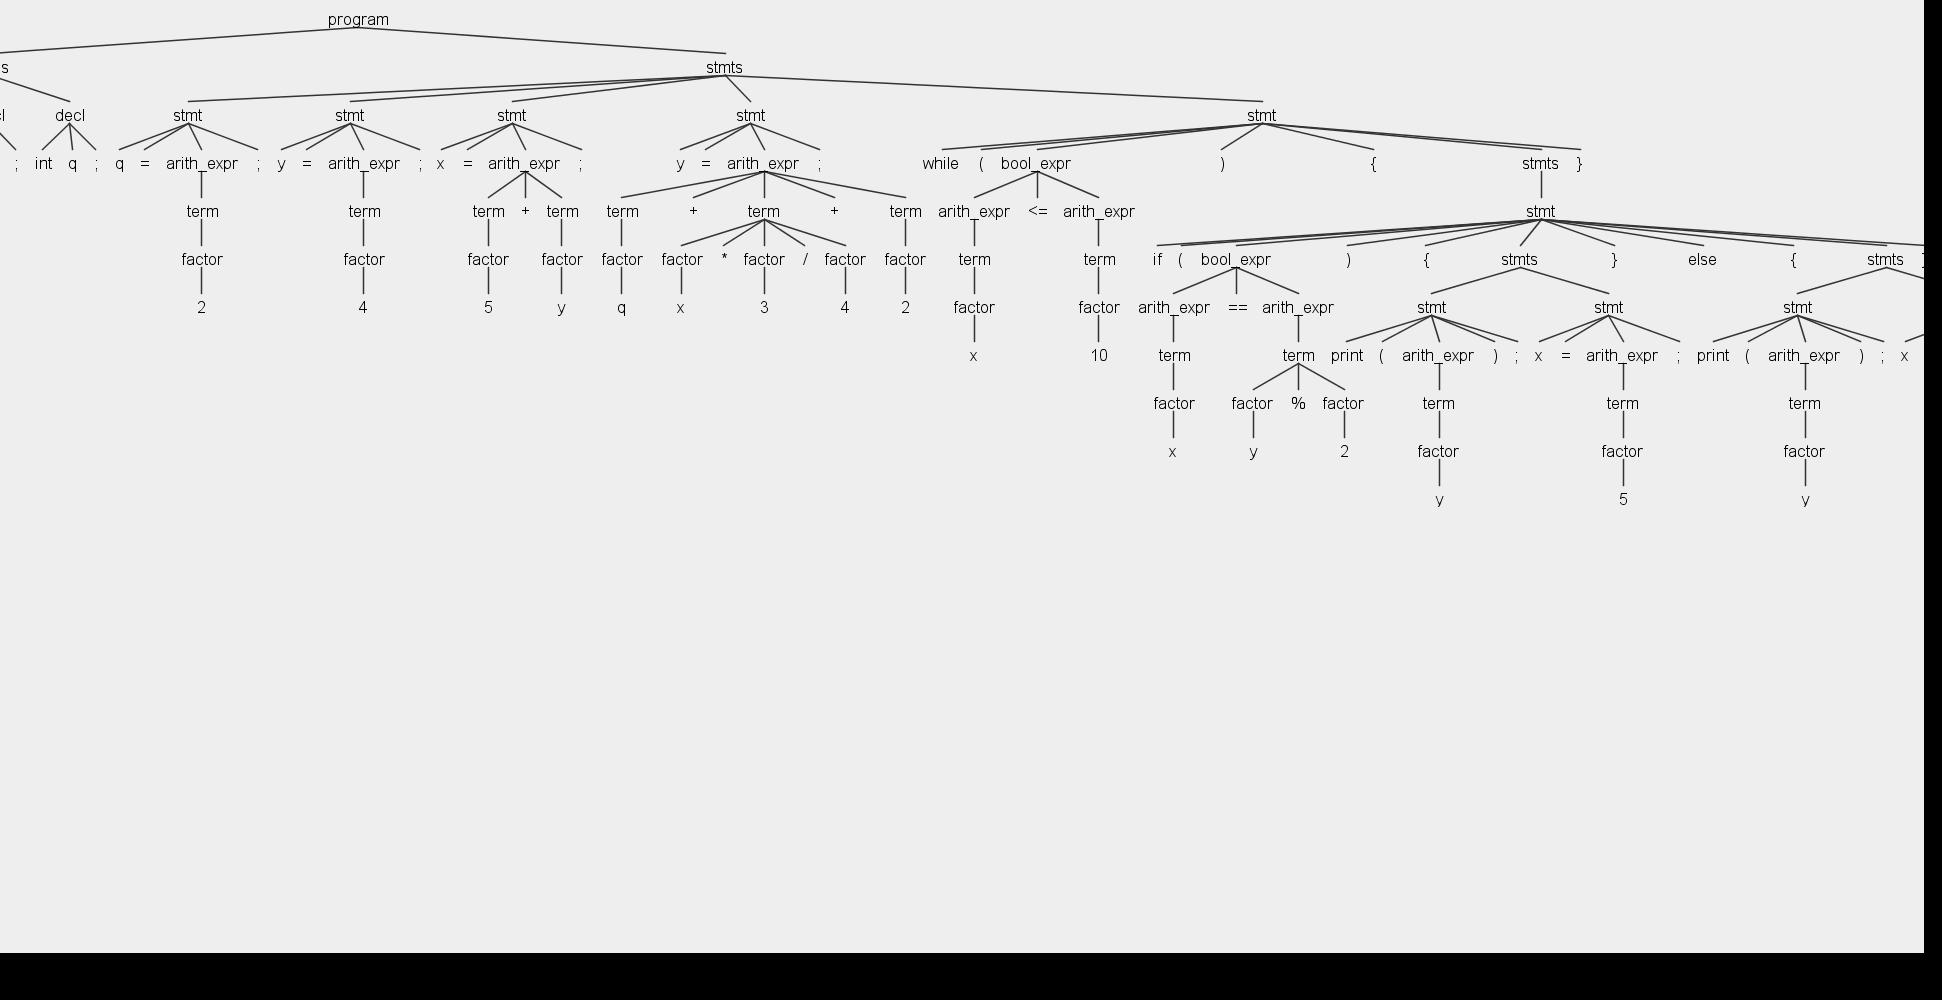 program
s stmts
decl stmt stmt stmt stmt stmt
; int q ; q = arith_expr ; y = arith_expr ; x = arith_expr ; y = arith_expr ; while ( bool_expr ) { stmts }
term term term + term term + term + term arith_expr <= arith_expr stmt
factor factor factor factor factor factor * factor / factor factor term term if ( bool_expr ) { stmts } else { stmts
2 4 5 y q x 3 4 2 factor factor arith_expr == arith_expr stmt stmt stmt
x 10 term term print ( arith_expr ) ; x = arith_expr ; print ( arith_expr ) ; x
factor factor % factor term term term
x y 2 factor factor factor
y 5 y